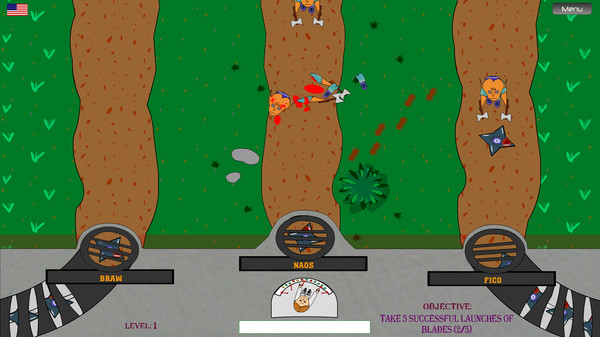 Menu
BRAW
NAOS
FICO
LEVEL: 1
OBJECTIVE:
TAKE 5 SUCCESSFUL LAUNCHES OF
BLADES (2/5)